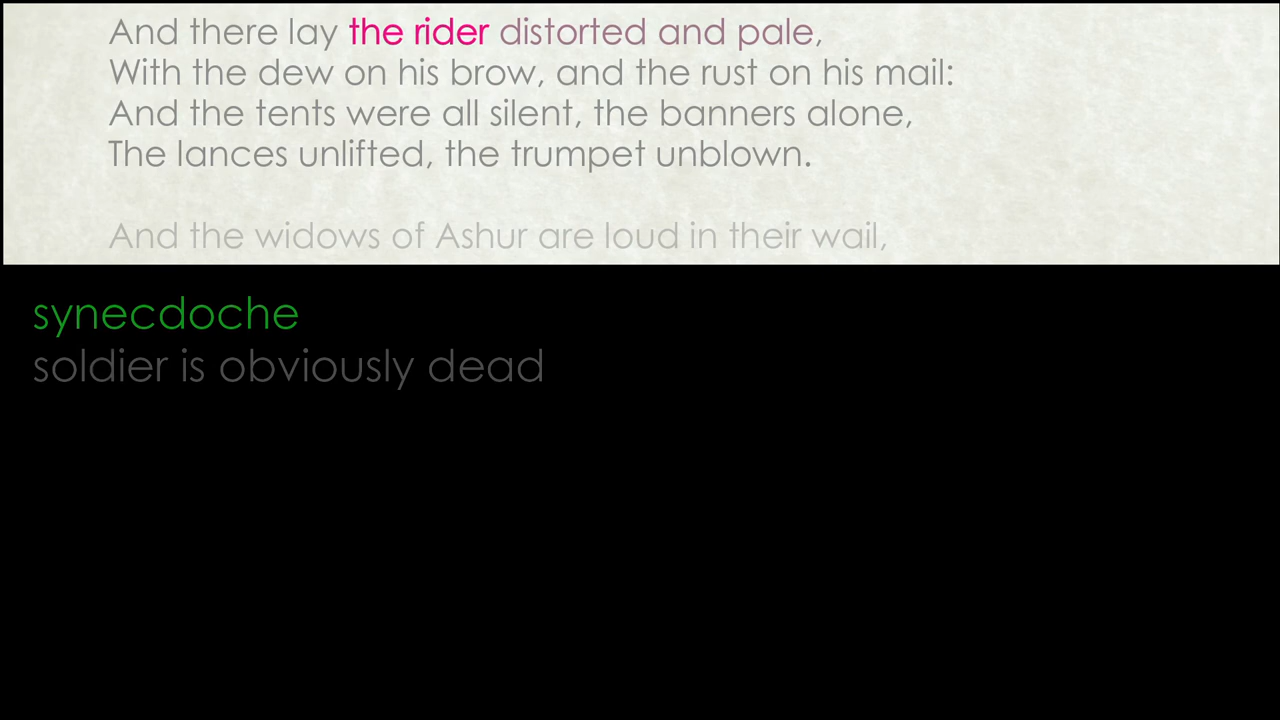 And there lay the rider distorted and pale,
With the dew on his brow, and the rust on his mail:
And the tents were all silent, the banners alone,
The lances unlifted, the trumpet unblown.
And the widows of Ashur are loud in their wail,
synecdoche
soldier is obviously dead